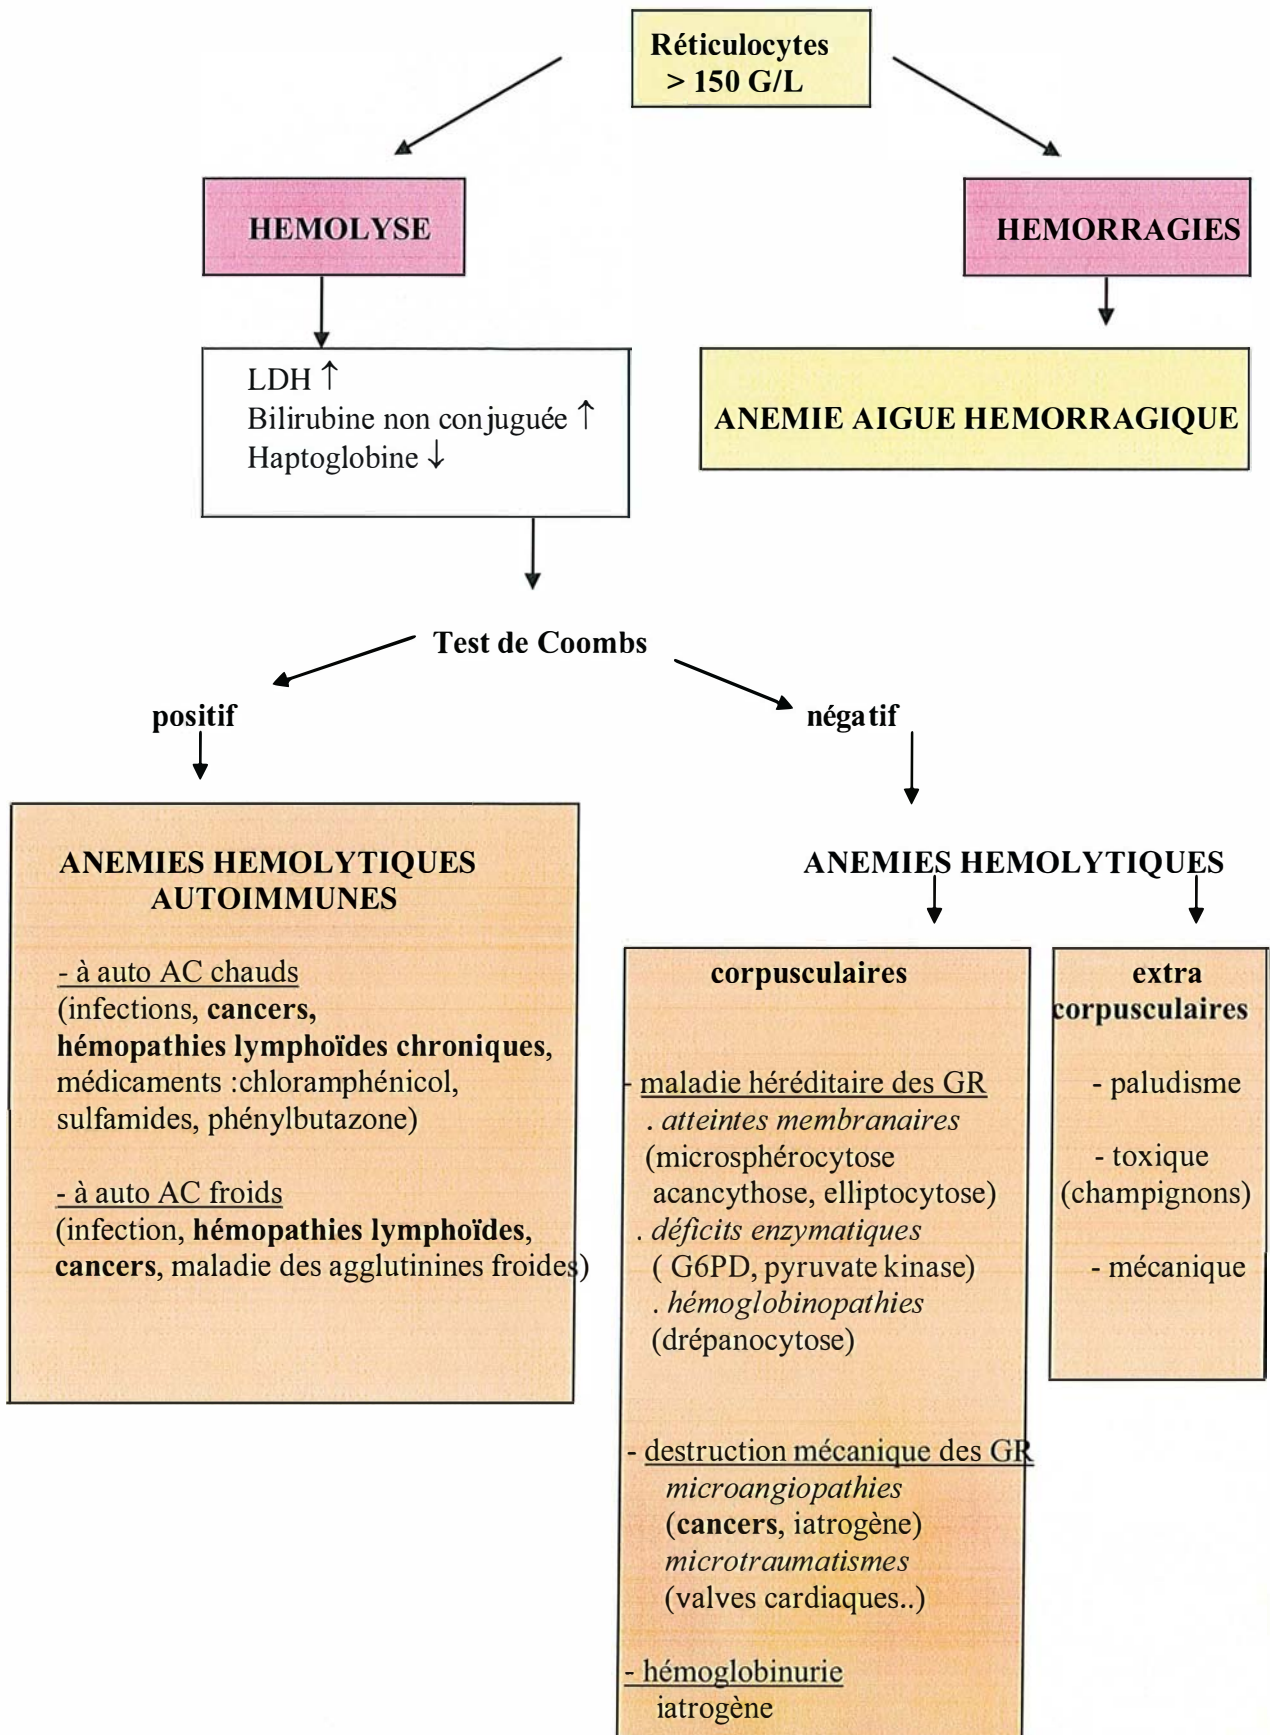 Réticulocytes
> 150 G/L
HEMOLYSE
HEMORRAGIES
LDH ↑
Bilirubine non conjuguée ↑
Haptoglobine ↓
ANEMIE AIGUE HEMORRAGIQUE
Test de Coombs
positif
négatif
ANEMIES HEMOLYTIQUES
AUTOIMMUNES
- à auto AC chauds
(infections, cancers,
hémopathies lymphoïdes chroniques,
médicaments :chloramphénicol,
sulfamides, phénylbutazone)
- à auto AC froids
(infection, hémopathies lymphoïdes,
cancers, maladie des agglutinines froides)
ANEMIES HEMOLYTIQUES
corpusculaires
- maladie héréditaire des GR
. atteintes membranaires
(microsphérocytose
acancythose, elliptocytose)
. déficits enzymatiques
( G6PD, pyruvate kinase)
. hémoglobinopathies
(drépanocytose)
- destruction mécanique des GR
microangiopathies
(cancers, iatrogène)
microtraumatismes
(valves cardiaques..)
- hémoglobinurie
iatrogène
extra
corpusculaires
- paludisme
- toxique
(champignons)
- mécanique